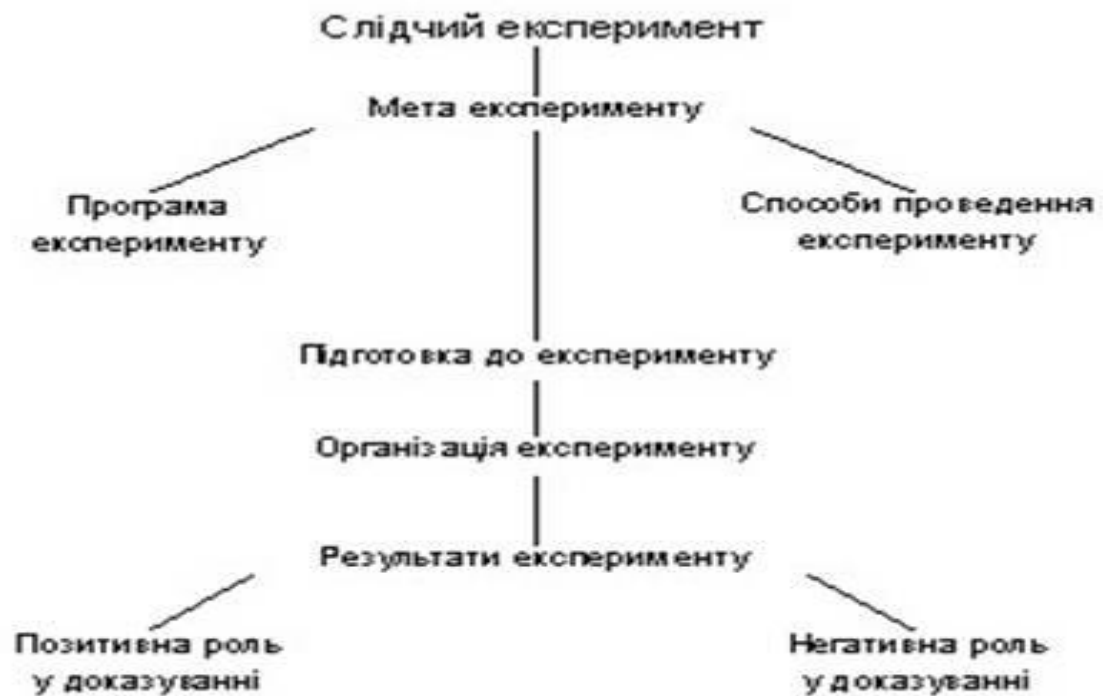 Слідчий експеримент
Мета експерименту
Програма
експерименту
Способи проведення
експерименту
Підготовка до експерименту
Організація експерименту
Результати експерименту
Позитивна роль
у доказуванні
Негативна роль
у доказуванні